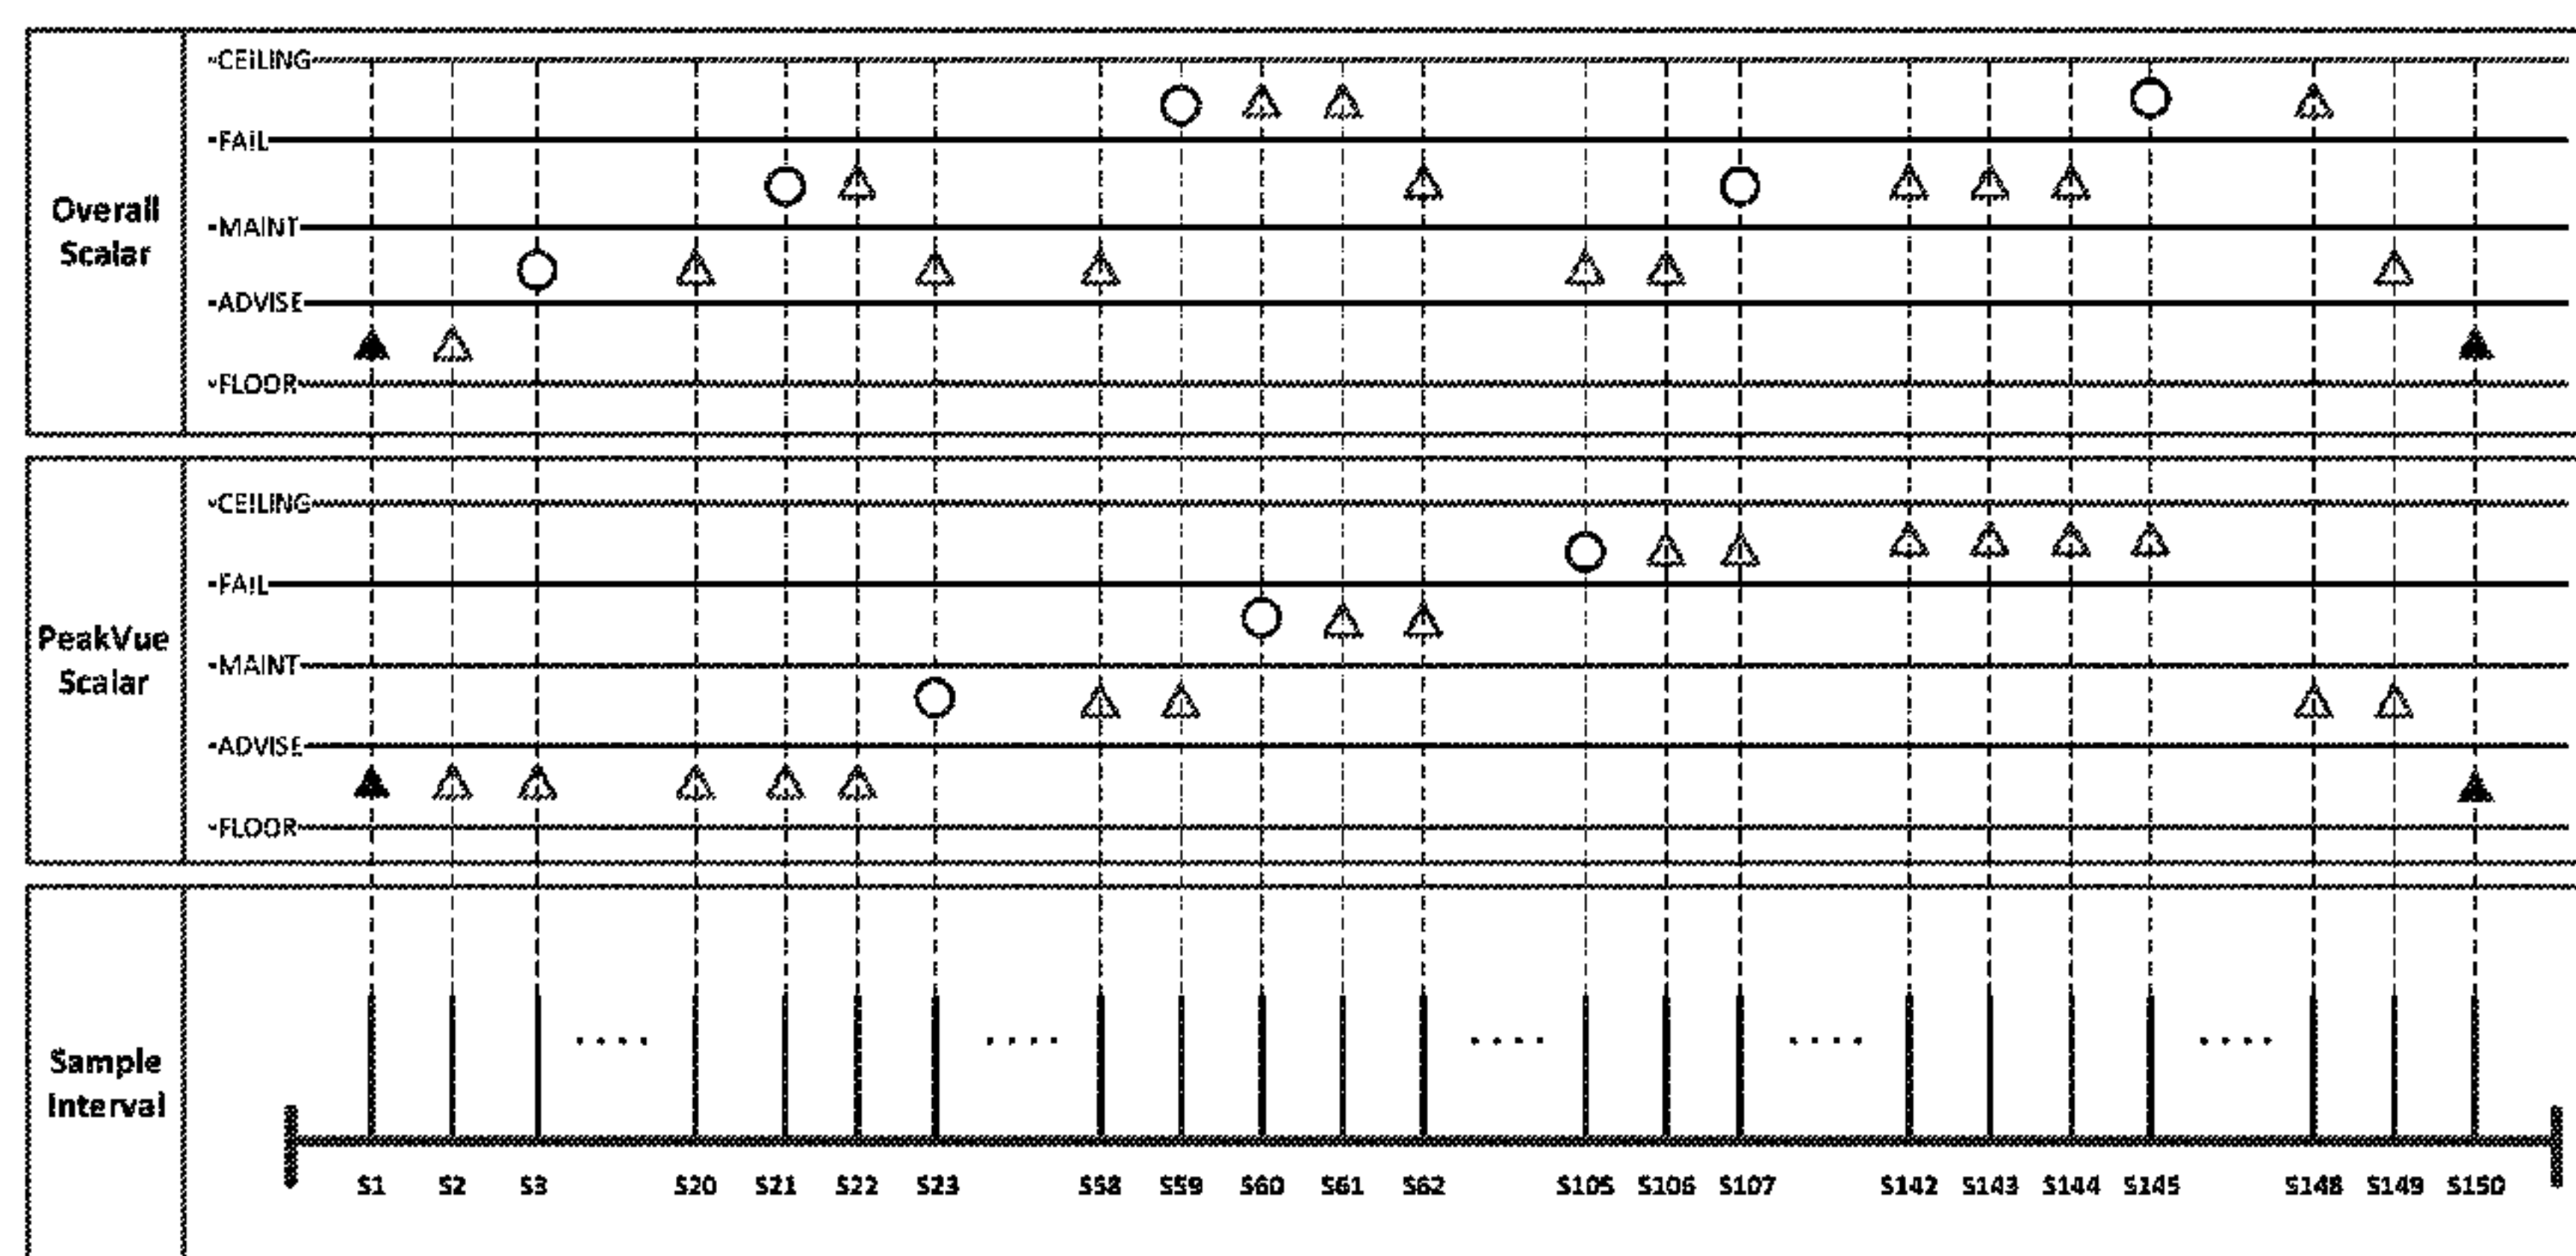 CEILING
FAIL
MAINT
ADVISE
FLOOR
Overall
Scalar
CEILING
FAIL
MAINT
ADVISE
FLOOR
PeakVue
Scalar
Sample
Interval
S1 S2 S3 S20 S21 S22 S23 S58 S59 S60 S61 S62 S105 S106 S107 S142 S143 S144 S145 S148 S149 S150